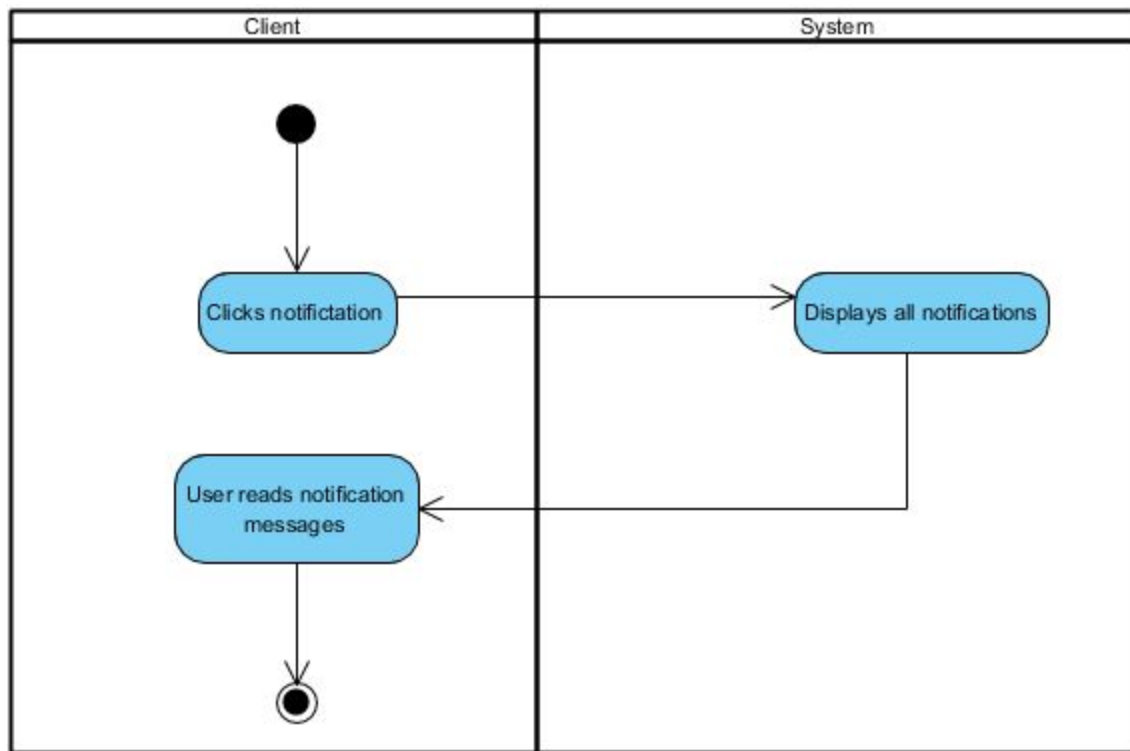 Client
System
Clicks notifictation
Displays all notifications
User reads notification
messages